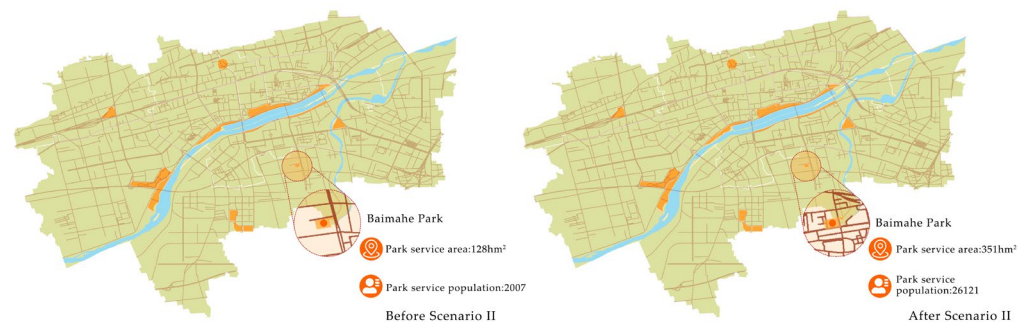 Baimahe Park
Park service area:128hm²
Park service population:2007
Before Scenario II
Baimahe Park
Park service area:351hm²
Park service
population:26121
After Scenario II